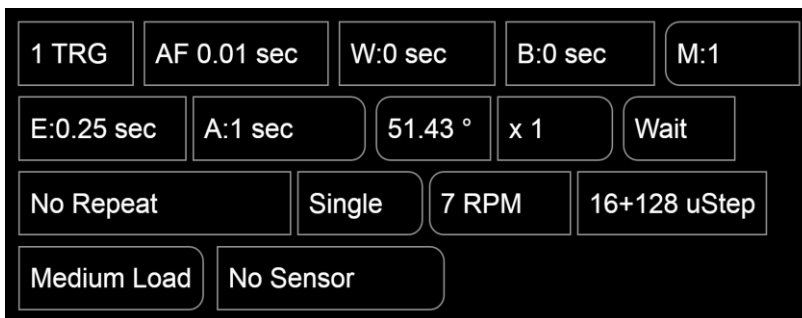 1 TRG AF 0.01 sec W:0 sec B:0 sec M:1
E:0.25 sec A:1 sec 51.43 ° x 1 Wait
No Repeat Single 7 RPM 16+128 uStep
Medium Load No Sensor